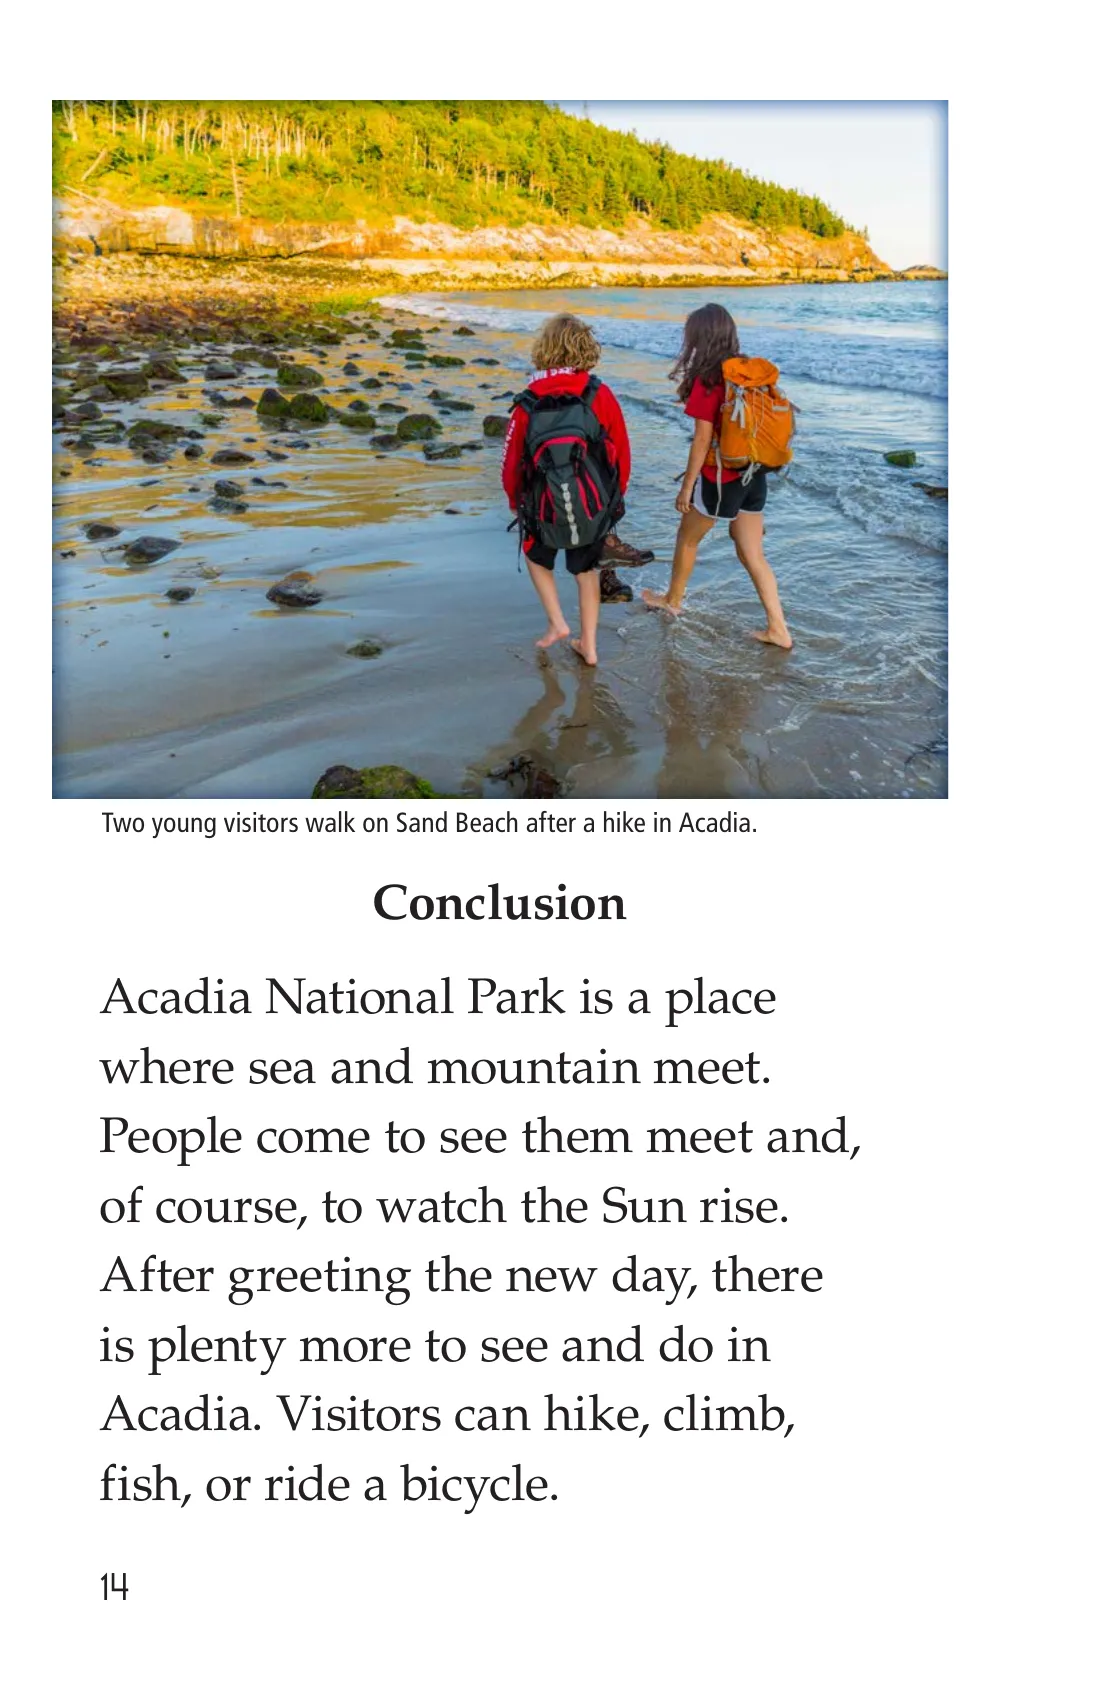 Two young visitors walk on Sand Beach after a hike in Acadia.
Conclusion
Acadia National Park is a place
where sea and mountain meet.
People come to see them meet and,
of course, to watch the Sun rise.
After greeting the new day, there
is plenty more to see and do in
Acadia. Visitors can hike, climb,
fish, or ride a bicycle.
14